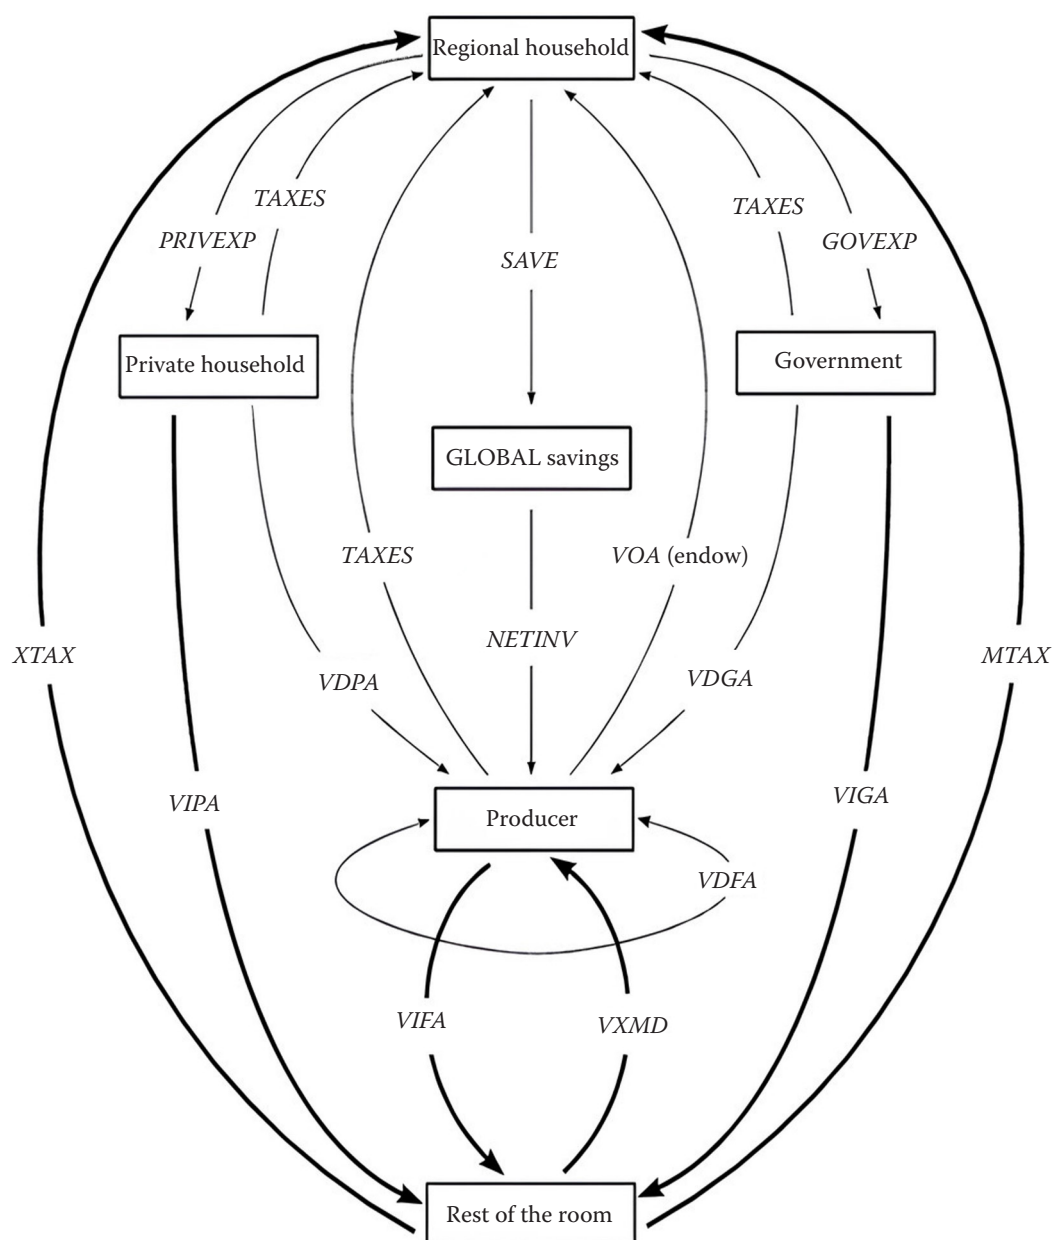 Regional household
TAXES
TAXES
PRIVEXP
GOVEXP
SAVE
Private household
Government
GLOBAL savings
TAXES
VOA (endow)
NETINV
XTAX
MTAX
VDPA
VDGA
VIPA
VIGA
Producer
VDFA
VIFA
VXMD
Rest of the room